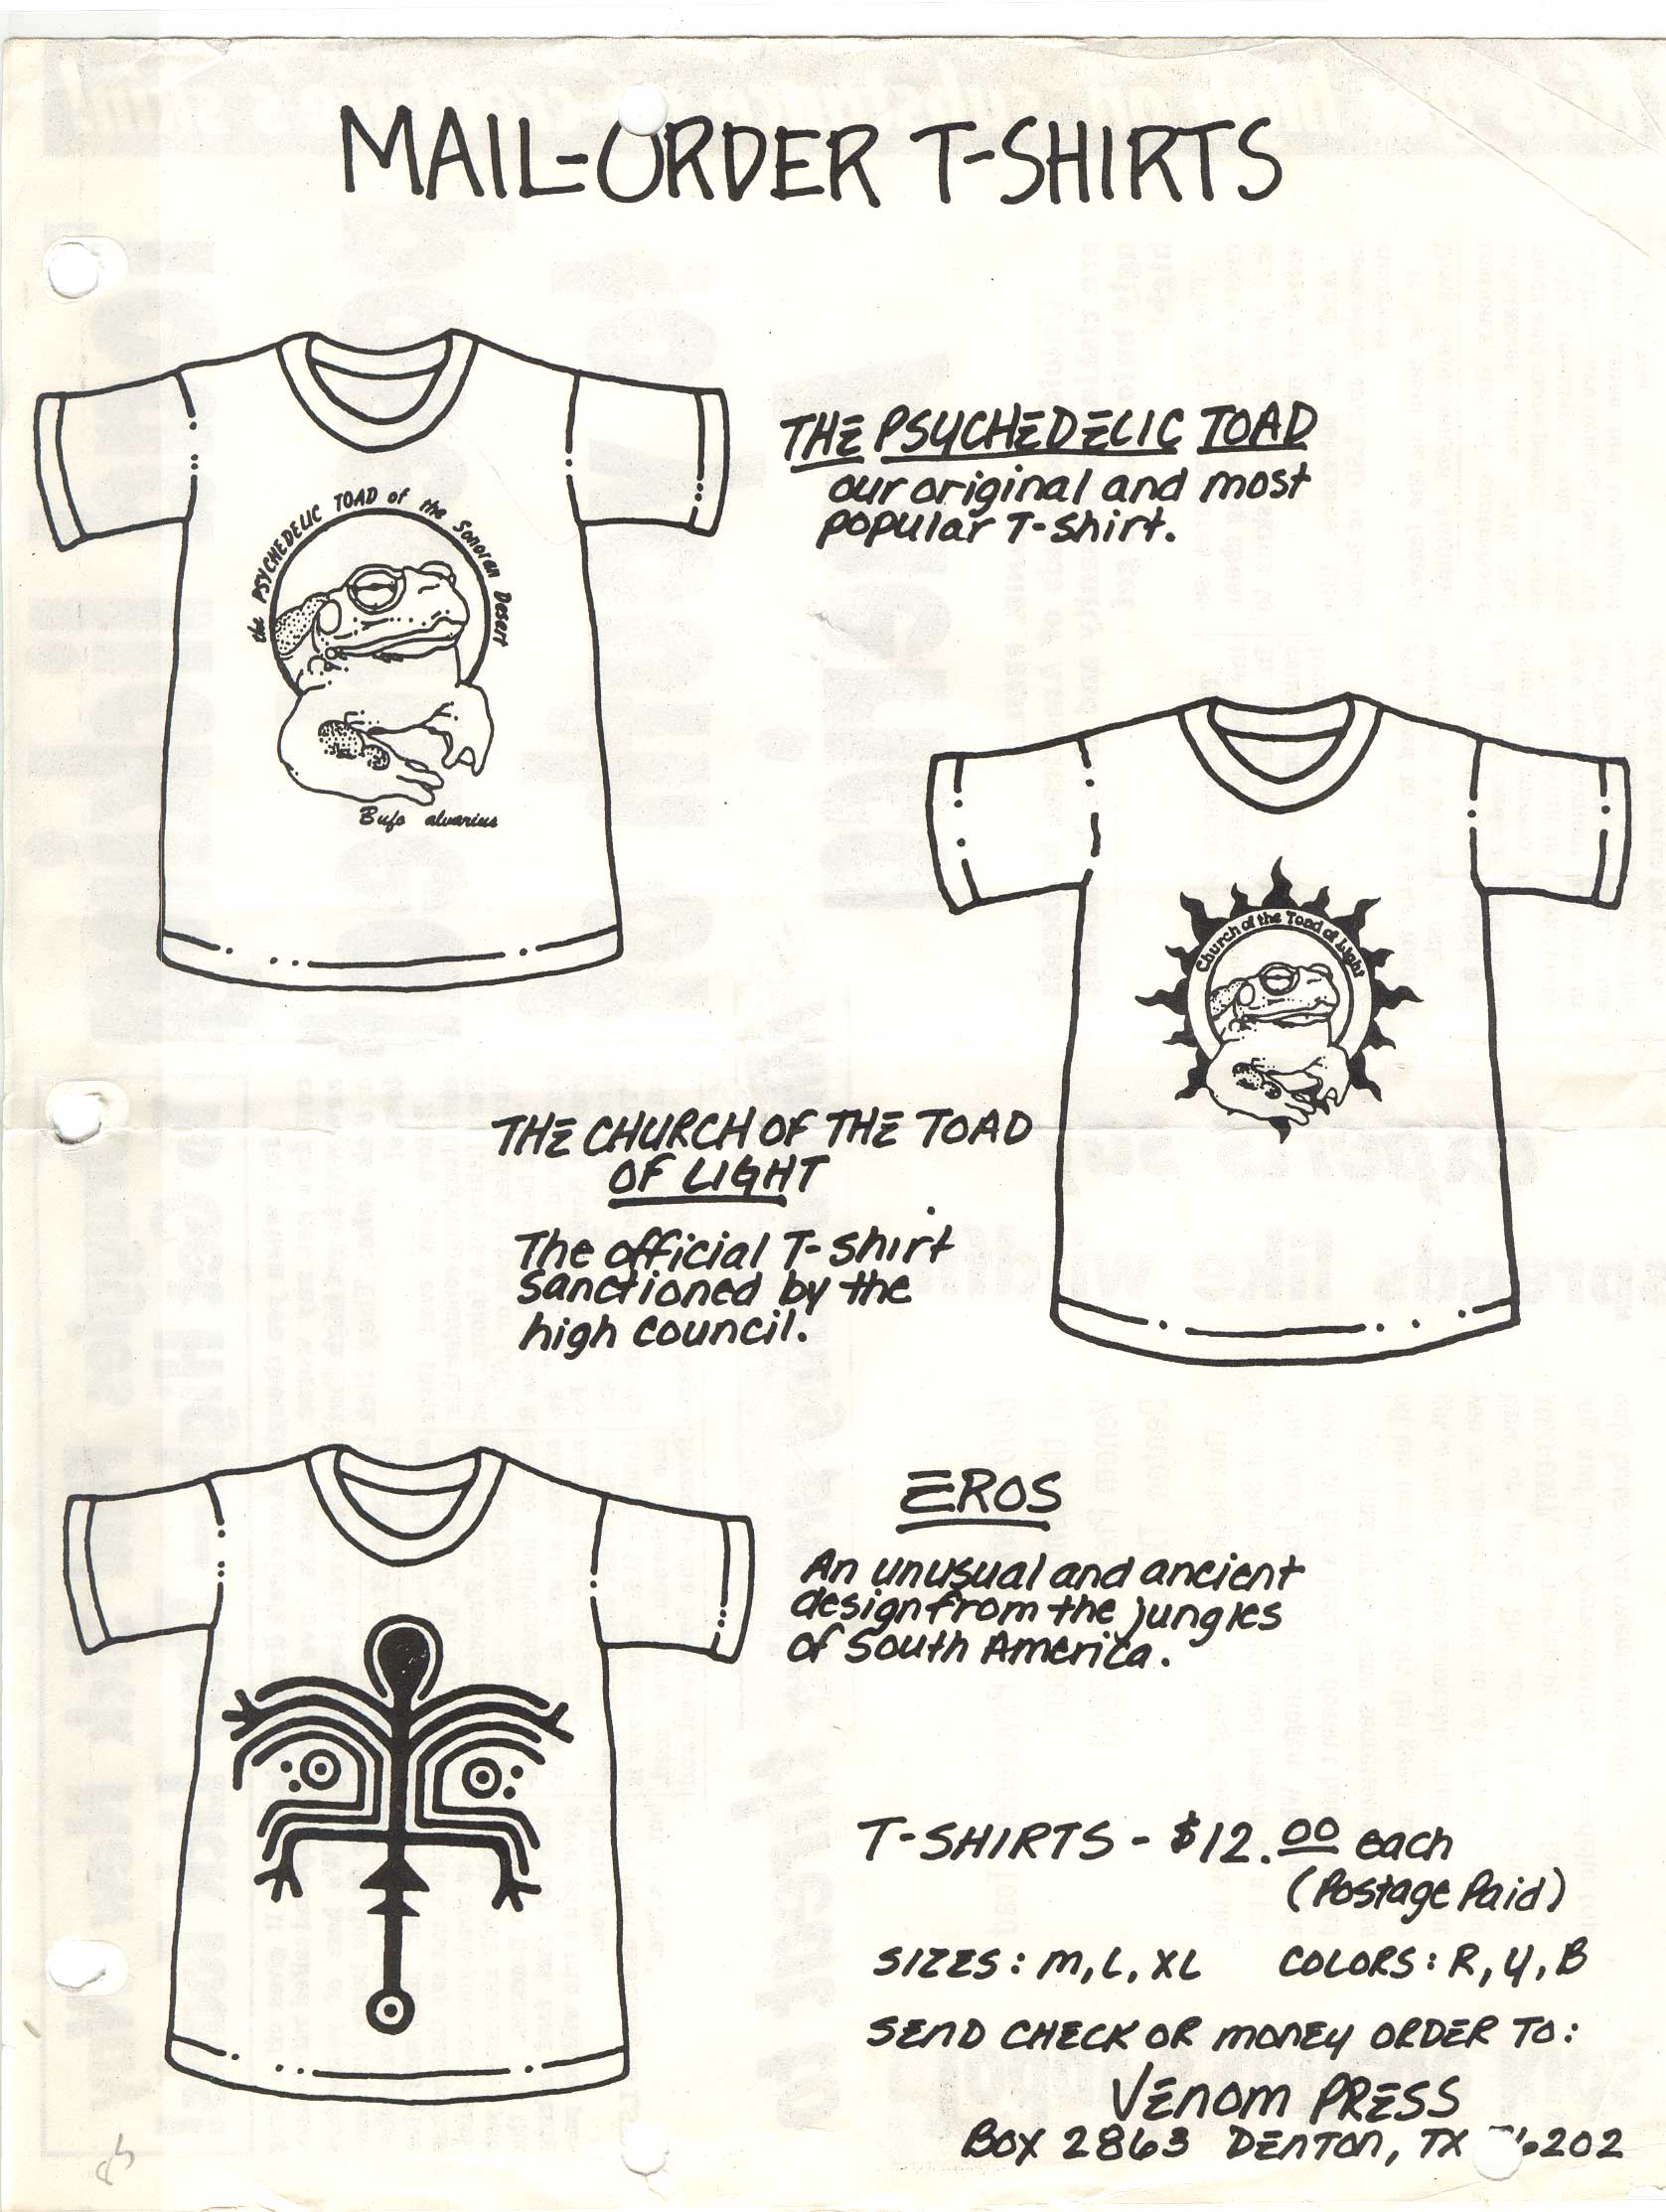 MAIL-ORDER T-SHIRTS
the PSYCHEDELIC TOAD of the Sonoran Desert
Bufo alvarius
THE PSYCHEDELIC TOAD
our original and most
popular T-shirt.
Church of the Toad of Light
THE CHURCH OF THE TOAD
OF LIGHT
The official T-shirt
sanctioned by the
high council.
EROS
An unusual and ancient
design from the jungles
of South America.
T-SHIRTS - $12.00 each
(Postage Paid)
SIZES: M, L, XL COLORS: R, Y, B
SEND CHECK OR MONEY ORDER TO:
VENOM PRESS
BOX 2863 DENTON, TX 76202